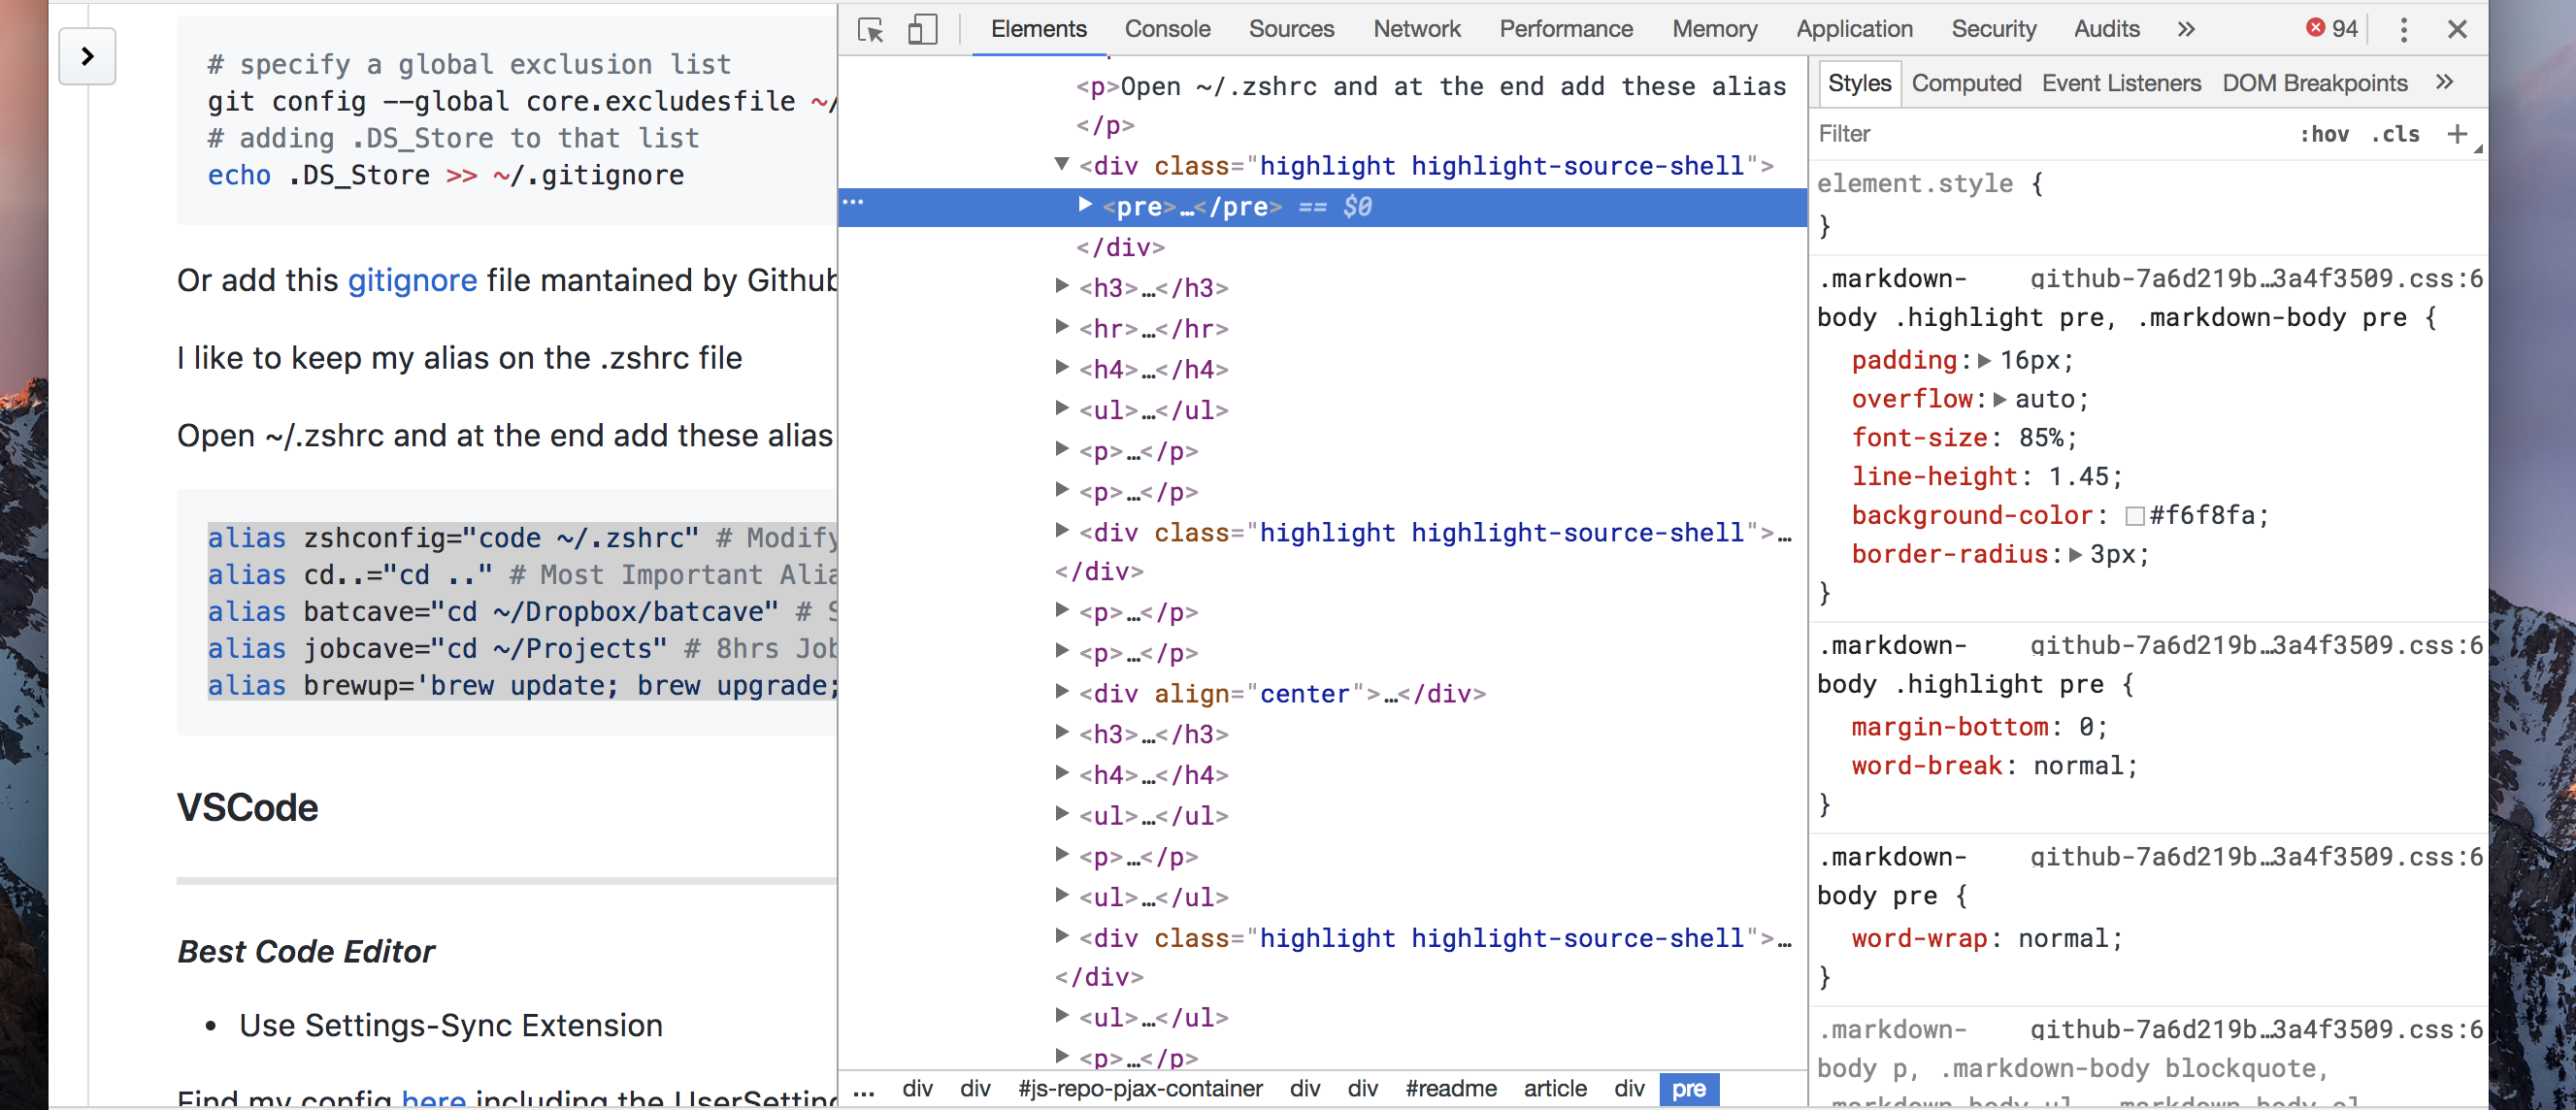 # specify a global exclusion list
git config --global core.excludesfile ~/
# adding .DS_Store to that list
echo .DS_Store >> ~/.gitignore
Or add this gitignore file mantained by Github
I like to keep my alias on the .zshrc file
Open ~/.zshrc and at the end add these alias
alias zshconfig="code ~/.zshrc" # Modify
alias cd..="cd .." # Most Important Alia
alias batcave="cd ~/Dropbox/batcave" # S
alias jobcave="cd ~/Projects" # 8hrs Job
alias brewup='brew update; brew upgrade;
VSCode
Best Code Editor
• Use Settings-Sync Extension
Find my config here including the UserSetting
Elements Console Sources Network Performance Memory Application Security Audits » 94
<p>Open ~/.zshrc and at the end add these alias
</p>
<div class="highlight highlight-source-shell">
… <pre>…</pre> == $0
</div>
<h3>…</h3>
<hr>…</hr>
<h4>…</h4>
<ul>…</ul>
<p>…</p>
<p>…</p>
<div class="highlight highlight-source-shell">…
</div>
<p>…</p>
<p>…</p>
<div align="center">…</div>
<h3>…</h3>
<h4>…</h4>
<ul>…</ul>
<p>…</p>
<ul>…</ul>
<div class="highlight highlight-source-shell">…
</div>
<ul>…</ul>
<p>…</p>
… div div #js-repo-pjax-container div div #readme article div pre
Styles Computed Event Listeners DOM Breakpoints »
Filter :hov .cls +
element.style {
}
.markdown- github-7a6d219b…3a4f3509.css:6
body .highlight pre, .markdown-body pre {
padding: 16px;
overflow: auto;
font-size: 85%;
line-height: 1.45;
background-color: #f6f8fa;
border-radius: 3px;
}
.markdown- github-7a6d219b…3a4f3509.css:6
body .highlight pre {
margin-bottom: 0;
word-break: normal;
}
.markdown- github-7a6d219b…3a4f3509.css:6
body pre {
word-wrap: normal;
}
.markdown- github-7a6d219b…3a4f3509.css:6
body p, .markdown-body blockquote,
.markdown-body ul, .markdown-body ol,